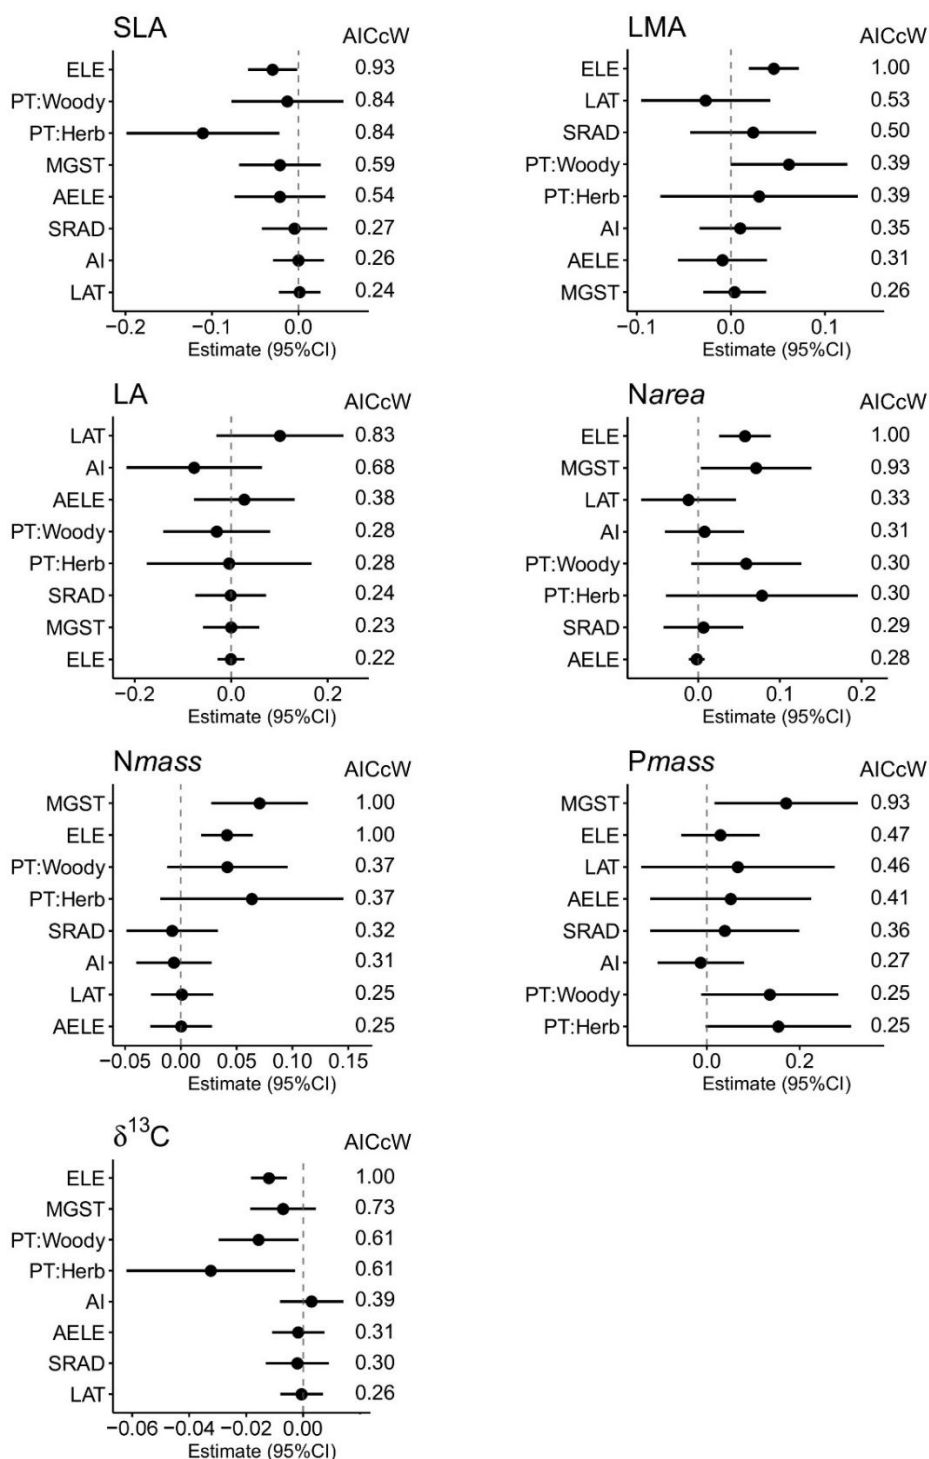 SLA AICcW
ELE 0.93
PT:Woody 0.84
PT:Herb 0.84
MGST 0.59
AELE 0.54
SRAD 0.27
AI 0.26
LAT 0.24
−0.2 −0.1 0.0
Estimate (95%CI)
LMA AICcW
ELE 1.00
LAT 0.53
SRAD 0.50
PT:Woody 0.39
PT:Herb 0.39
AI 0.35
AELE 0.31
MGST 0.26
−0.1 0.0 0.1
Estimate (95%CI)
LA AICcW
LAT 0.83
AI 0.68
AELE 0.38
PT:Woody 0.28
PT:Herb 0.28
SRAD 0.24
MGST 0.23
ELE 0.22
−0.2 0.0 0.2
Estimate (95%CI)
Narea AICcW
ELE 1.00
MGST 0.93
LAT 0.33
AI 0.31
PT:Woody 0.30
PT:Herb 0.30
SRAD 0.29
AELE 0.28
0.0 0.1 0.2
Estimate (95%CI)
Nmass AICcW
MGST 1.00
ELE 1.00
PT:Woody 0.37
PT:Herb 0.37
SRAD 0.32
AI 0.31
LAT 0.25
AELE 0.25
−0.05 0.00 0.05 0.10 0.15
Estimate (95%CI)
Pmass AICcW
MGST 0.93
ELE 0.47
LAT 0.46
AELE 0.41
SRAD 0.36
AI 0.27
PT:Woody 0.25
PT:Herb 0.25
0.0 0.2
Estimate (95%CI)
δ¹³C AICcW
ELE 1.00
MGST 0.73
PT:Woody 0.61
PT:Herb 0.61
AI 0.39
AELE 0.31
SRAD 0.30
LAT 0.26
−0.06 −0.04 −0.02 0.00
Estimate (95%CI)